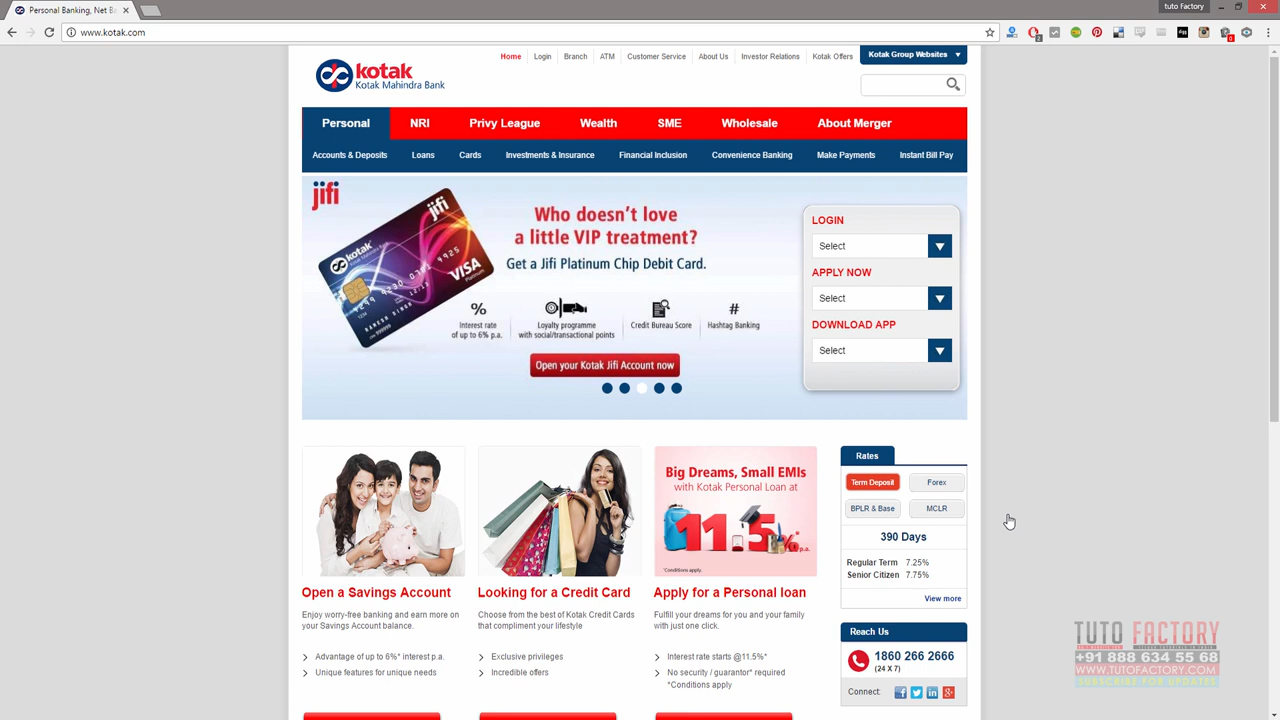 Personal Banking, Net B
tuto Factory
www.kotak.com
kotak
Kotak Mahindra Bank
Home Login Branch ATM Customer Service About Us Investor Relations Kotak Offers
Kotak Group Websites
Personal NRI Privy League Wealth SME Wholesale About Merger
Accounts & Deposits Loans Cards Investments & Insurance Financial Inclusion Convenience Banking Make Payments Instant Bill Pay
jifi
jifi
kotak
VISA
Platinum
Who doesn't love
a little VIP treatment?
Get a Jifi Platinum Chip Debit Card.
%
Interest rate
of up to 6% p.a.
Loyalty programme
with social/transactional points
Credit Bureau Score
#
Hashtag Banking
Open your Kotak Jifi Account now
LOGIN
Select
APPLY NOW
Select
DOWNLOAD APP
Select
Big Dreams, Small EMIs
with Kotak Personal Loan at
11.5%* p.a.
*Conditions apply.
Open a Savings Account
Enjoy worry-free banking and earn more on
your Savings Account balance.
Advantage of up to 6%* interest p.a.
Unique features for unique needs
Looking for a Credit Card
Choose from the best of Kotak Credit Cards
that compliment your lifestyle
Exclusive privileges
Incredible offers
Apply for a Personal loan
Fulfill your dreams for you and your family
with just one click.
Interest rate starts @11.5%*
No security / guarantor* required
*Conditions apply
Rates
Term Deposit Forex
BPLR & Base MCLR
390 Days
Regular Term 7.25%
Senior Citizen 7.75%
View more
Reach Us
1860 266 2666
(24 X 7)
Connect:
TUTO FACTORY
+91 888 634 55 68
WWW.TUTOFACTORY.COM
SUBSCRIBE FOR UPDATES